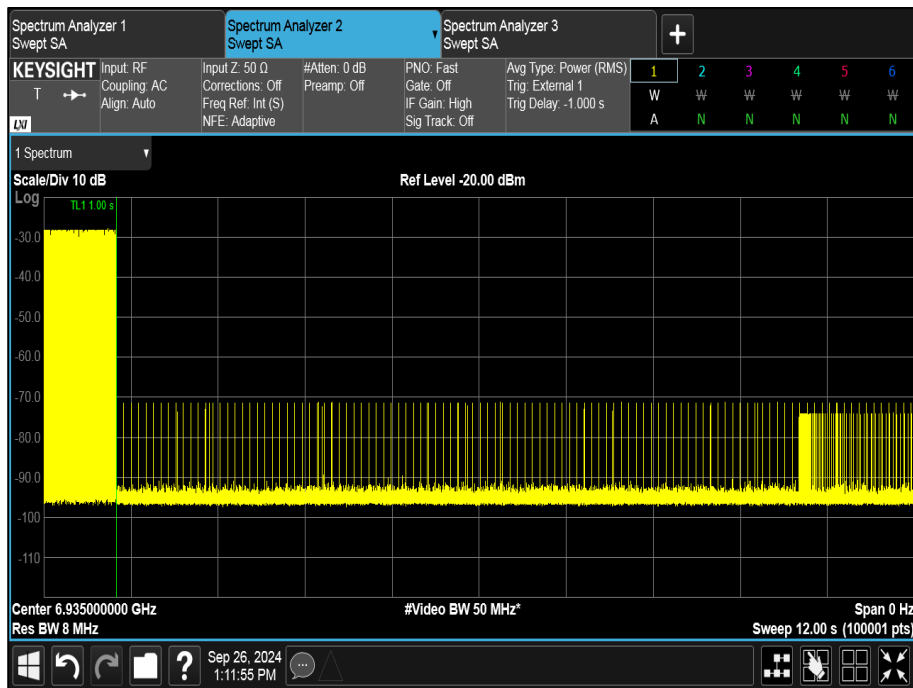 Spectrum Analyzer 1
Swept SA
Spectrum Analyzer 2
Swept SA
Spectrum Analyzer 3
Swept SA
+
KEYSIGHT
T
LXI
Input: RF
Coupling: AC
Align: Auto
Input Z: 50 Ω
Corrections: Off
Freq Ref: Int (S)
NFE: Adaptive
#Atten: 0 dB
Preamp: Off
PNO: Fast
Gate: Off
IF Gain: High
Sig Track: Off
Avg Type: Power (RMS)
Trig: External 1
Trig Delay: -1.000 s
1 2 3 4 5 6
W W W W W W
A N N N N N
1 Spectrum
Scale/Div 10 dB
Ref Level -20.00 dBm
Log
TL1 1.00 s
-30.0
-40.0
-50.0
-60.0
-70.0
-80.0
-90.0
-100
-110
Center 6.935000000 GHz
#Video BW 50 MHz*
Span 0 Hz
Res BW 8 MHz
Sweep 12.00 s (100001 pts)
?
Sep 26, 2024
1:11:55 PM
...